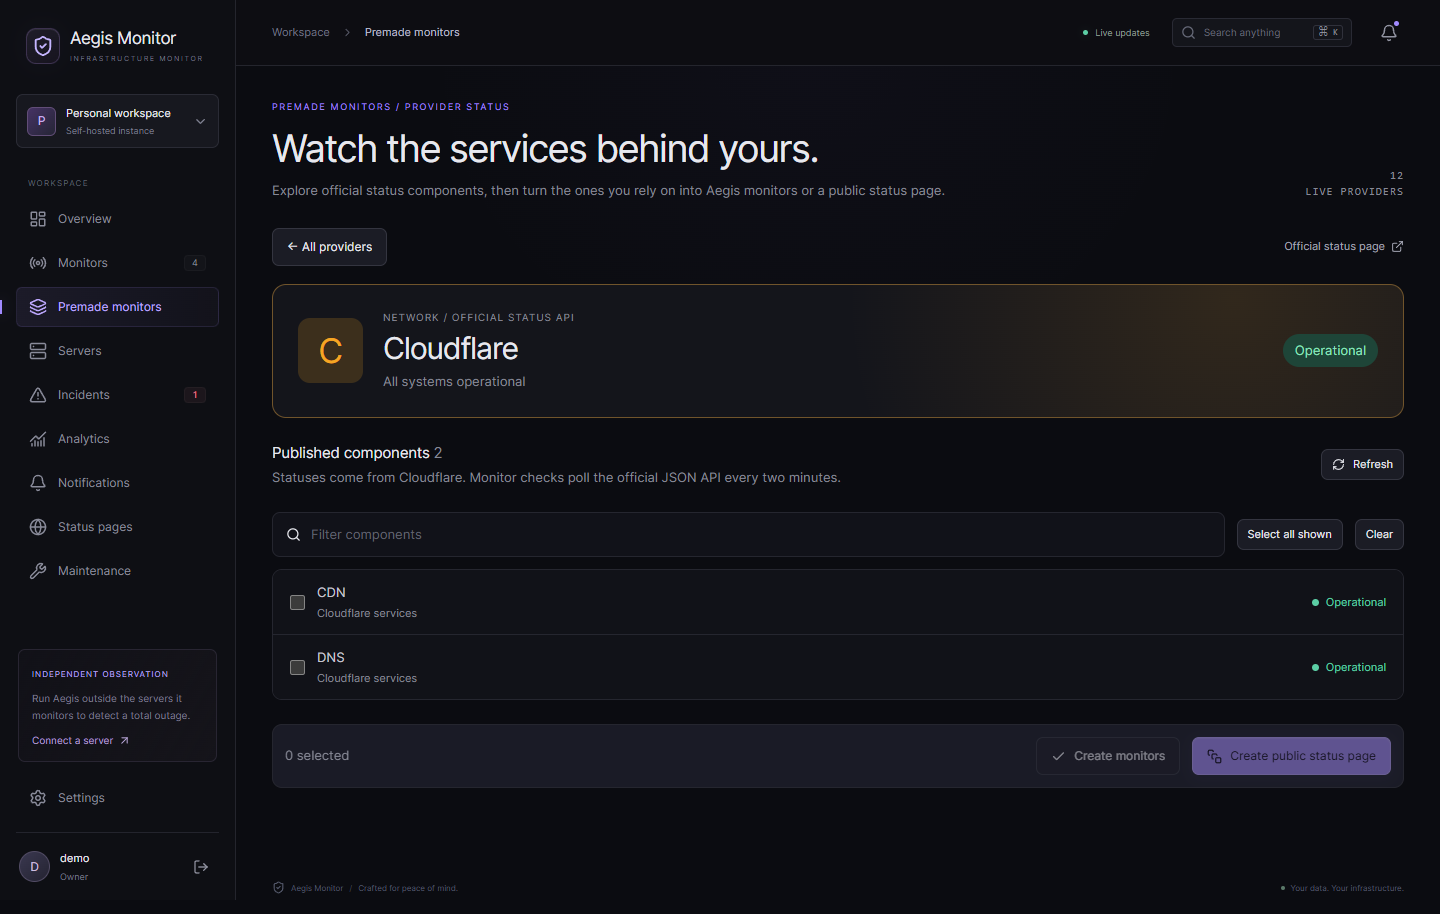 Aegis Monitor
INFRASTRUCTURE MONITOR
P
Personal workspace
Self-hosted instance
WORKSPACE
Overview
Monitors 4
Premade monitors
Servers
Incidents 1
Analytics
Notifications
Status pages
Maintenance
INDEPENDENT OBSERVATION
Run Aegis outside the servers it
monitors to detect a total outage.
Connect a server
Settings
D
demo
Owner
Workspace > Premade monitors
Live updates
Search anything ⌘ K
PREMADE MONITORS / PROVIDER STATUS
Watch the services behind yours.
Explore official status components, then turn the ones you rely on into Aegis monitors or a public status page.
12
LIVE PROVIDERS
← All providers
Official status page
C
NETWORK / OFFICIAL STATUS API
Cloudflare
All systems operational
Operational
Published components 2
Statuses come from Cloudflare. Monitor checks poll the official JSON API every two minutes.
Refresh
Filter components
Select all shown
Clear
CDN
Cloudflare services
Operational
DNS
Cloudflare services
Operational
0 selected
Create monitors
Create public status page
Aegis Monitor / Crafted for peace of mind.
Your data. Your infrastructure.